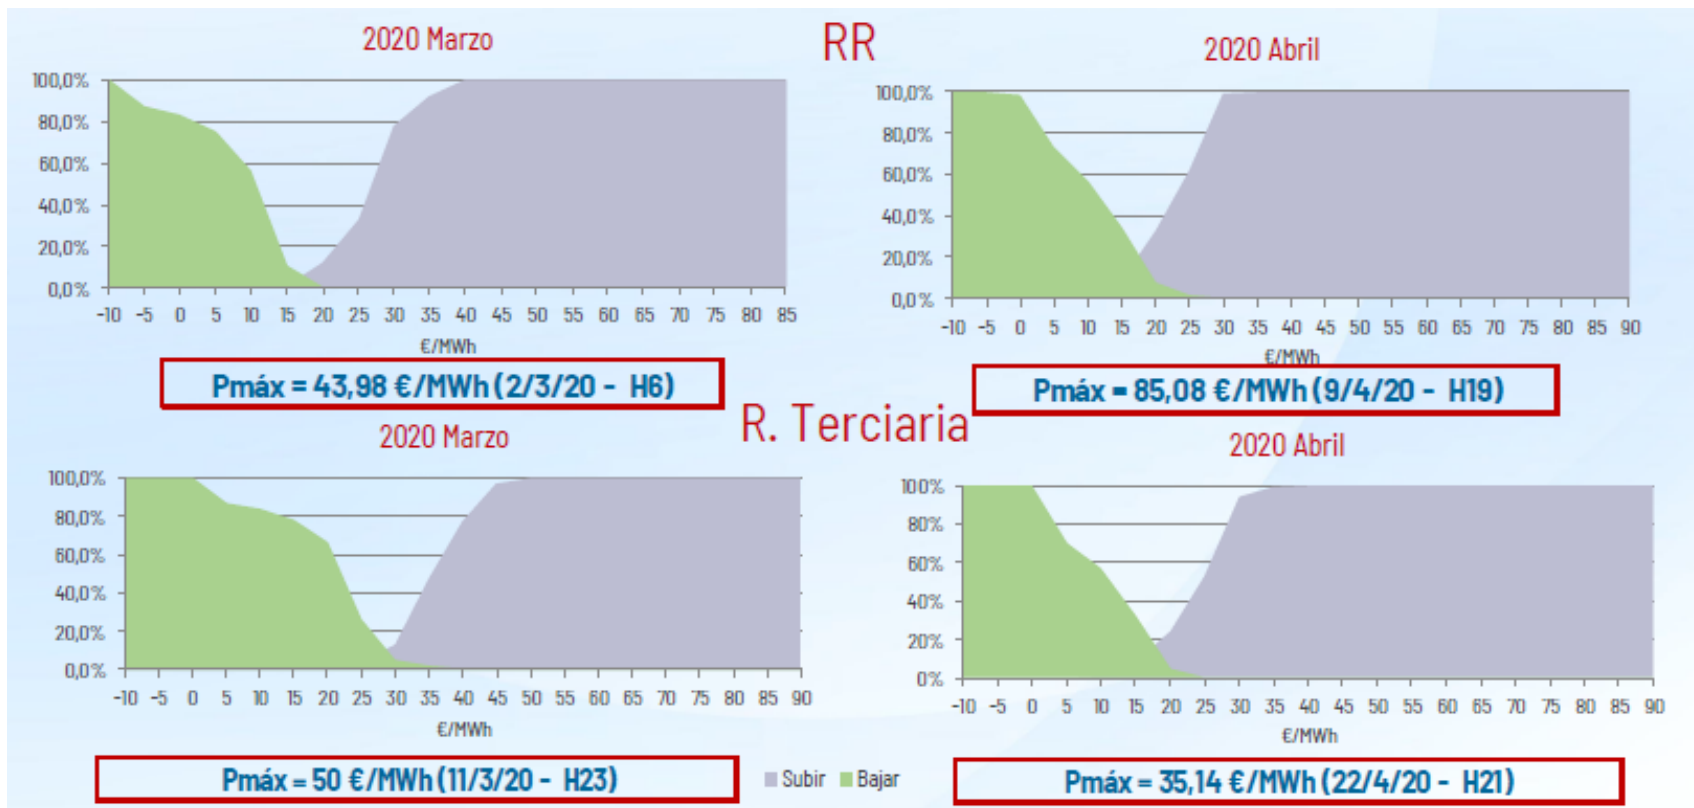 RR
2020 Marzo
100,0%
80,0%
60,0%
40,0%
20,0%
0,0%
-10 -5 0 5 10 15 20 25 30 35 40 45 50 55 60 65 70 75 80 85
€/MWh
Pmáx = 43,98 €/MWh (2/3/20 - H6)
2020 Abril
100,0%
80,0%
60,0%
40,0%
20,0%
0,0%
-10 -5 0 5 10 15 20 25 30 35 40 45 50 55 60 65 70 75 80 85 90
€/MWh
Pmáx = 85,08 €/MWh (9/4/20 - H19)
R. Terciaria
2020 Marzo
100,0%
80,0%
60,0%
40,0%
20,0%
0,0%
-10 -5 0 5 10 15 20 25 30 35 40 45 50 55 60 65 70 75 80 85 90
€/MWh
Pmáx = 50 €/MWh (11/3/20 - H23)
2020 Abril
100%
80%
60%
40%
20%
0%
-10 -5 0 5 10 15 20 25 30 35 40 45 50 55 60 65 70 75 80 85 90
€/MWh
Pmáx = 35,14 €/MWh (22/4/20 - H21)
Subir Bajar